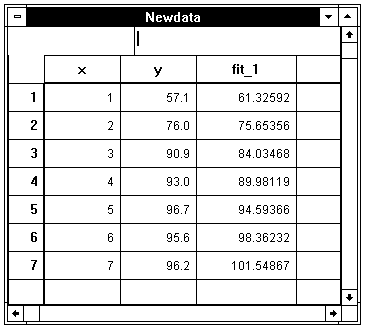 Newdata
x y fit_1
1 1 57.1 61.32592
2 2 76.0 75.65356
3 3 90.9 84.03468
4 4 93.0 89.98119
5 5 96.7 94.59366
6 6 95.6 98.36232
7 7 96.2 101.54867